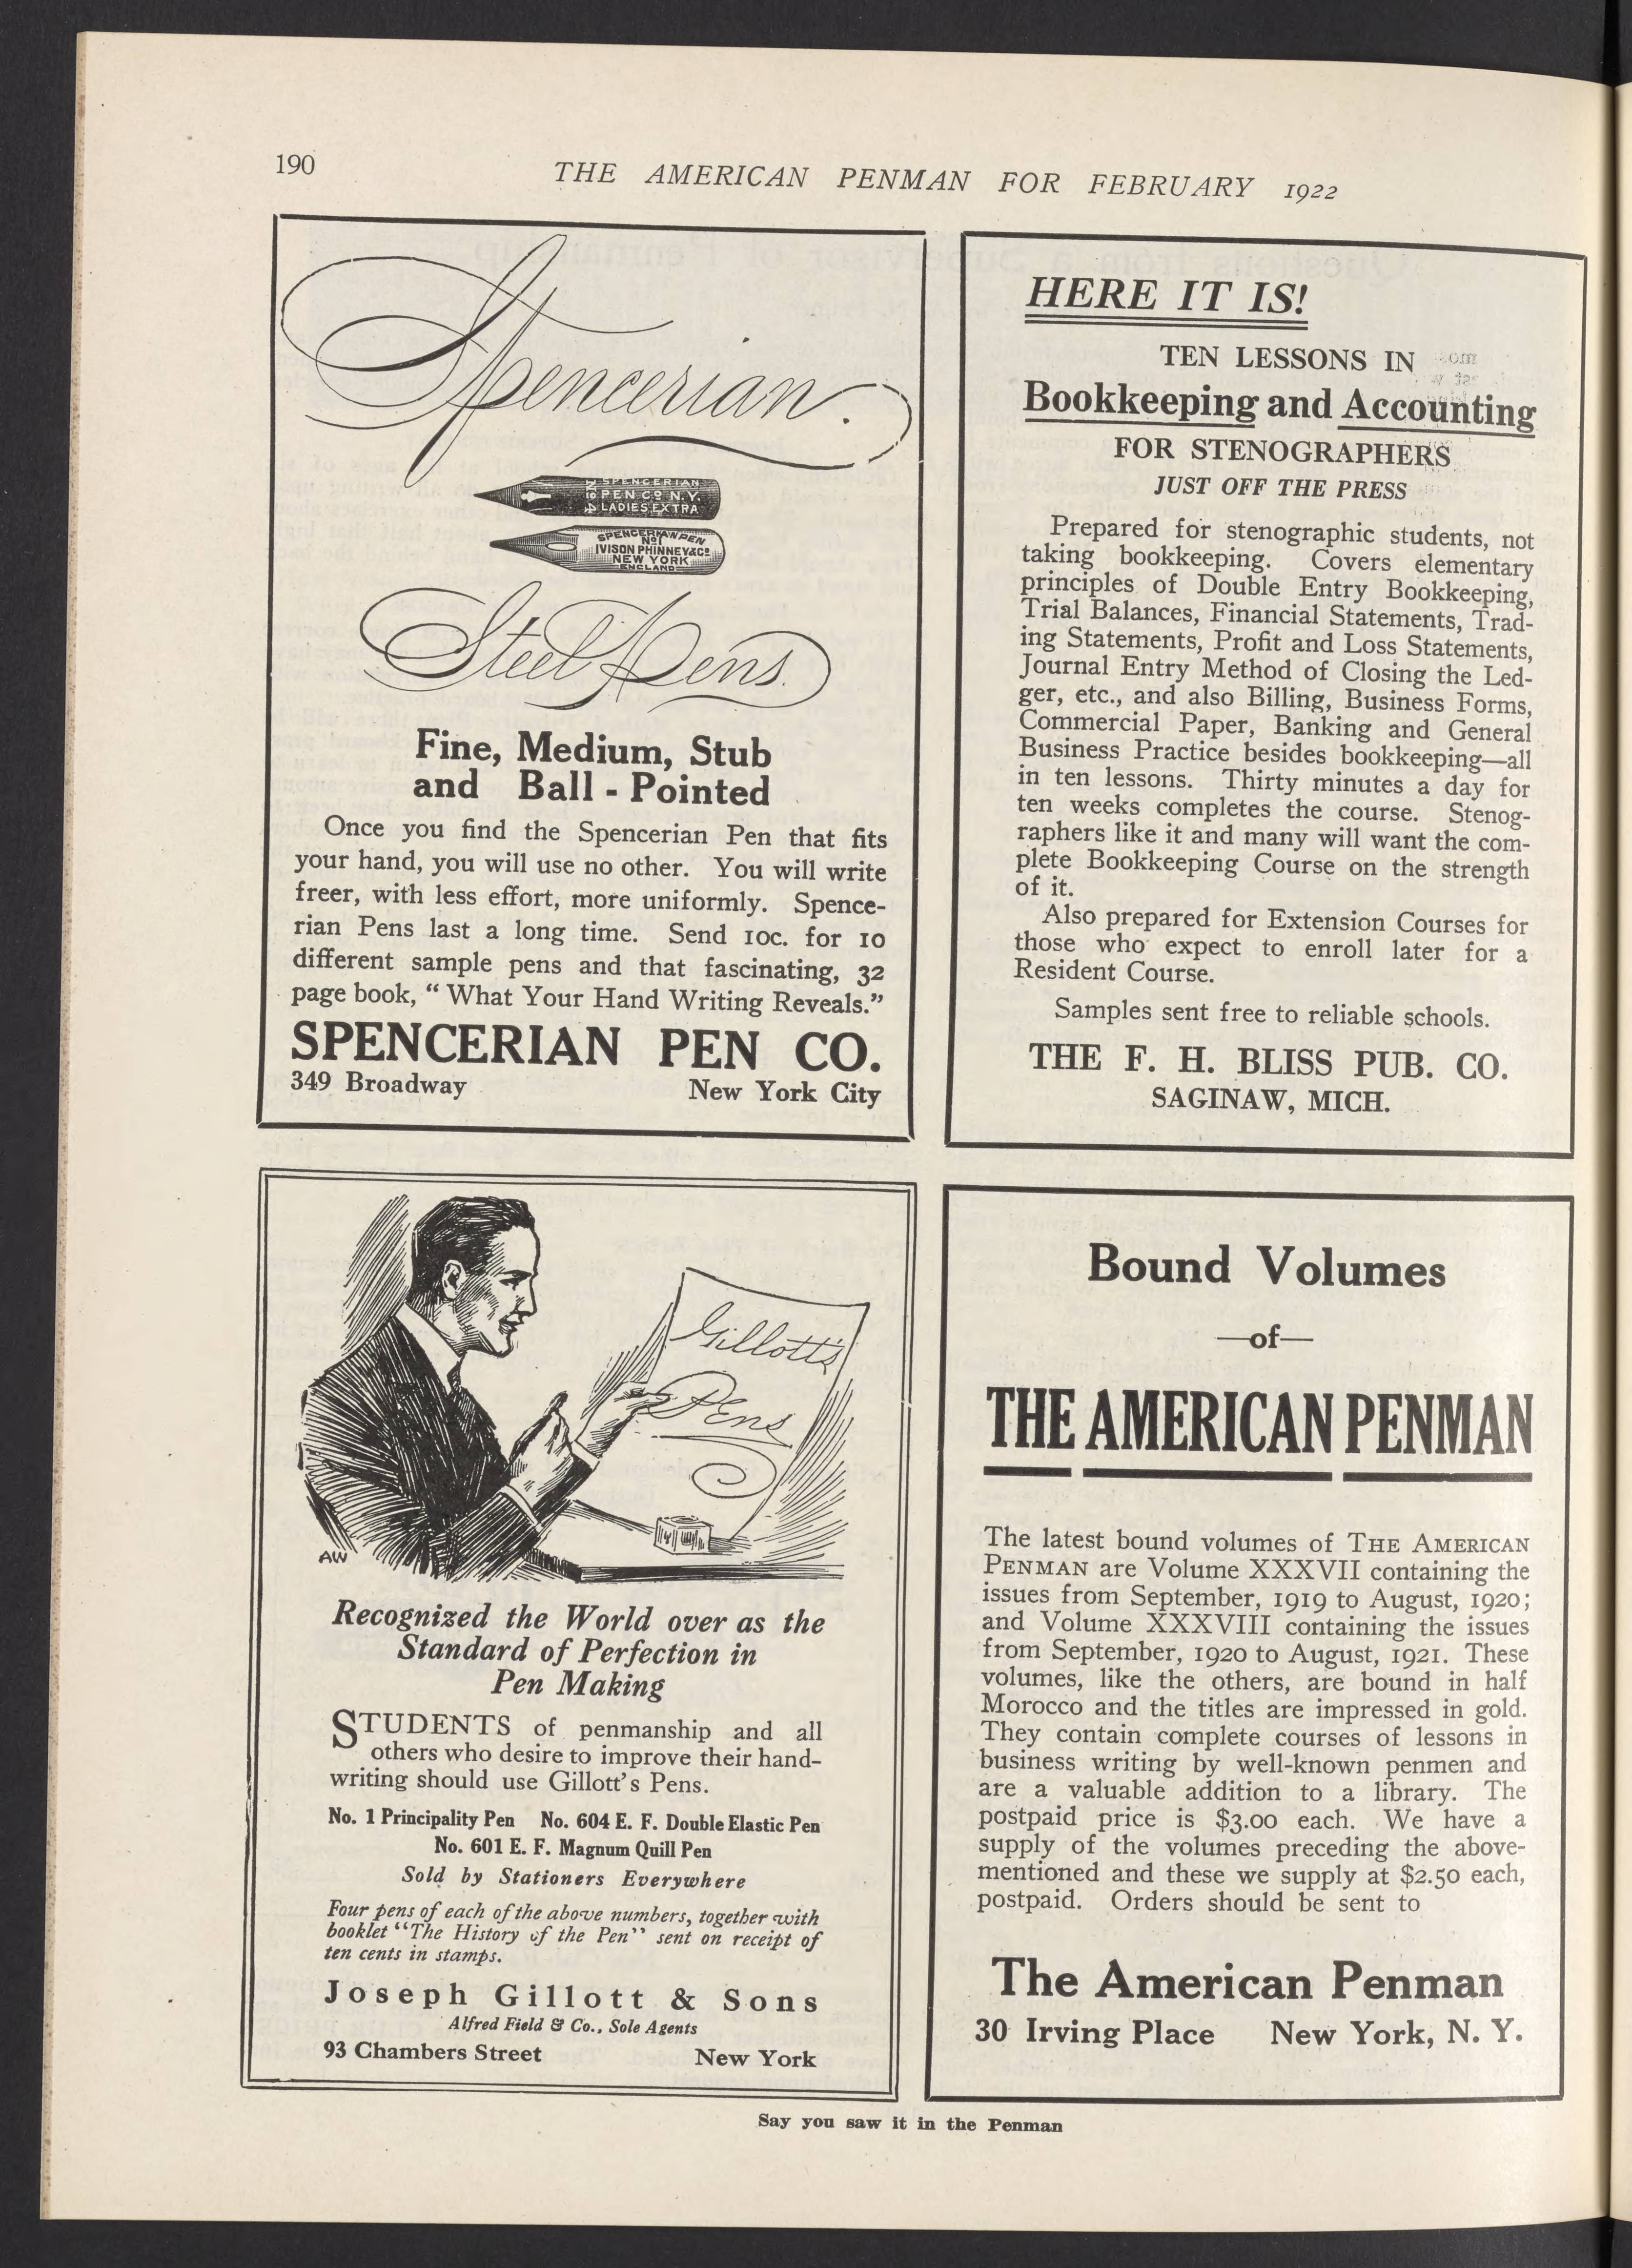 190
THE AMERICAN PENMAN FOR FEBRUARY 1922
Spencerian
SPENCERIAN
PEN CO N.Y.
LADIES EXTRA
SPENCERIAN PEN
No 1
IVISON PHINNEY & Co
NEW YORK
ENGLAND
Steel Pens.
Fine, Medium, Stub
and Ball - Pointed
Once you find the Spencerian Pen that fits
your hand, you will use no other. You will write
freer, with less effort, more uniformly. Spence-
rian Pens last a long time. Send 10c. for 10
different sample pens and that fascinating, 32
page book, “ What Your Hand Writing Reveals.”
SPENCERIAN PEN CO.
349 Broadway New York City
HERE IT IS!
TEN LESSONS IN
Bookkeeping and Accounting
FOR STENOGRAPHERS
JUST OFF THE PRESS
Prepared for stenographic students, not
taking bookkeeping. Covers elementary
principles of Double Entry Bookkeeping,
Trial Balances, Financial Statements, Trad-
ing Statements, Profit and Loss Statements,
Journal Entry Method of Closing the Led-
ger, etc., and also Billing, Business Forms,
Commercial Paper, Banking and General
Business Practice besides bookkeeping—all
in ten lessons. Thirty minutes a day for
ten weeks completes the course. Stenog-
raphers like it and many will want the com-
plete Bookkeeping Course on the strength
of it.
Also prepared for Extension Courses for
those who expect to enroll later for a
Resident Course.
Samples sent free to reliable schools.
THE F. H. BLISS PUB. CO.
SAGINAW, MICH.
Gillott's
Pens
AW
Recognized the World over as the
Standard of Perfection in
Pen Making
STUDENTS of penmanship and all
others who desire to improve their hand-
writing should use Gillott's Pens.
No. 1 Principality Pen No. 604 E. F. Double Elastic Pen
No. 601 E. F. Magnum Quill Pen
Sold by Stationers Everywhere
Four pens of each of the above numbers, together with
booklet “The History of the Pen” sent on receipt of
ten cents in stamps.
Joseph Gillott & Sons
Alfred Field & Co., Sole Agents
93 Chambers Street New York
Bound Volumes
—of—
THE AMERICAN PENMAN
The latest bound volumes of THE AMERICAN
PENMAN are Volume XXXVII containing the
issues from September, 1919 to August, 1920;
and Volume XXXVIII containing the issues
from September, 1920 to August, 1921. These
volumes, like the others, are bound in half
Morocco and the titles are impressed in gold.
They contain complete courses of lessons in
business writing by well-known penmen and
are a valuable addition to a library. The
postpaid price is $3.00 each. We have a
supply of the volumes preceding the above-
mentioned and these we supply at $2.50 each,
postpaid. Orders should be sent to
The American Penman
30 Irving Place New York, N. Y.
Say you saw it in the Penman